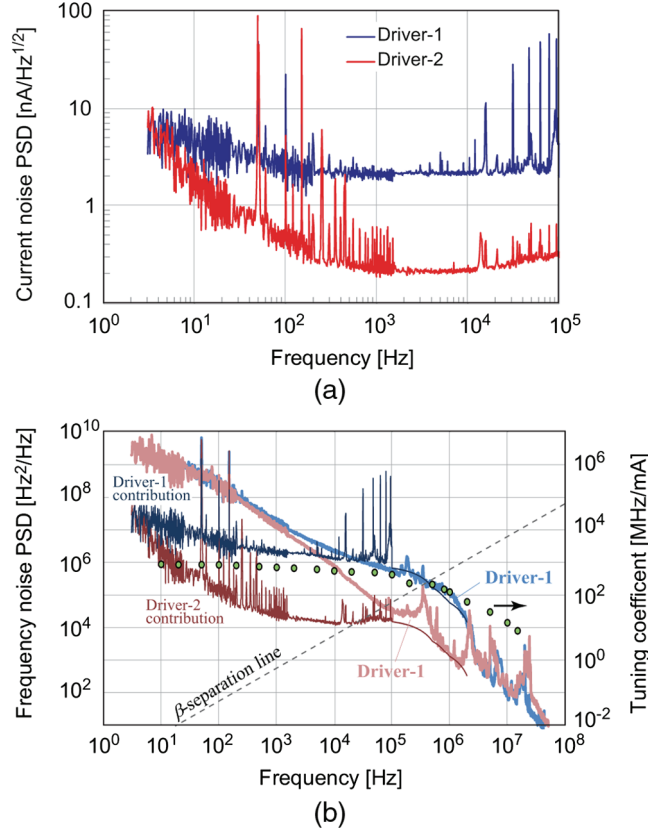 100
10
1
0.1
Current noise PSD [nA/Hz^1/2]
Driver-1
Driver-2
10^0 10^1 10^2 10^3 10^4 10^5
Frequency [Hz]
(a)
10^10
10^8
10^6
10^4
10^2
Frequency noise PSD [Hz^2/Hz]
Driver-1
contribution
Driver-2
contribution
β-separation line
Driver-1
Driver-1
10^6
10^4
10^2
10^0
10^-2
Tuning coefficent [MHz/mA]
10^0 10^1 10^2 10^3 10^4 10^5 10^6 10^7 10^8
Frequency [Hz]
(b)